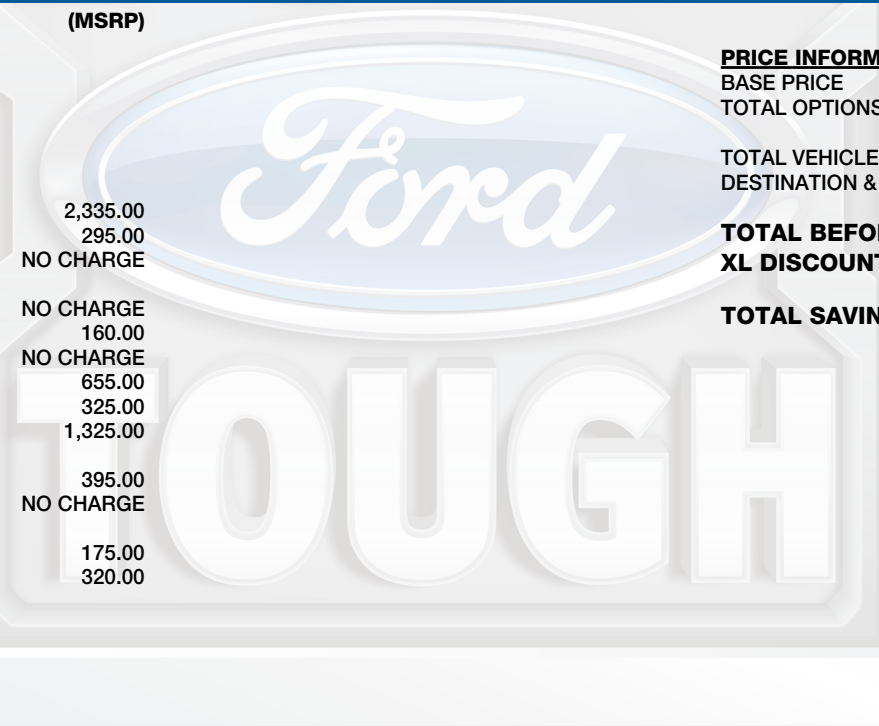 (MSRP)
2,335.00
295.00
NO CHARGE
NO CHARGE
160.00
NO CHARGE
655.00
325.00
1,325.00
395.00
NO CHARGE
175.00
320.00
PRICE INFORM
BASE PRICE
TOTAL OPTIONS
TOTAL VEHICLE
DESTINATION &
TOTAL BEFO
XL DISCOUNT
TOTAL SAVIN
Ford
TOUGH